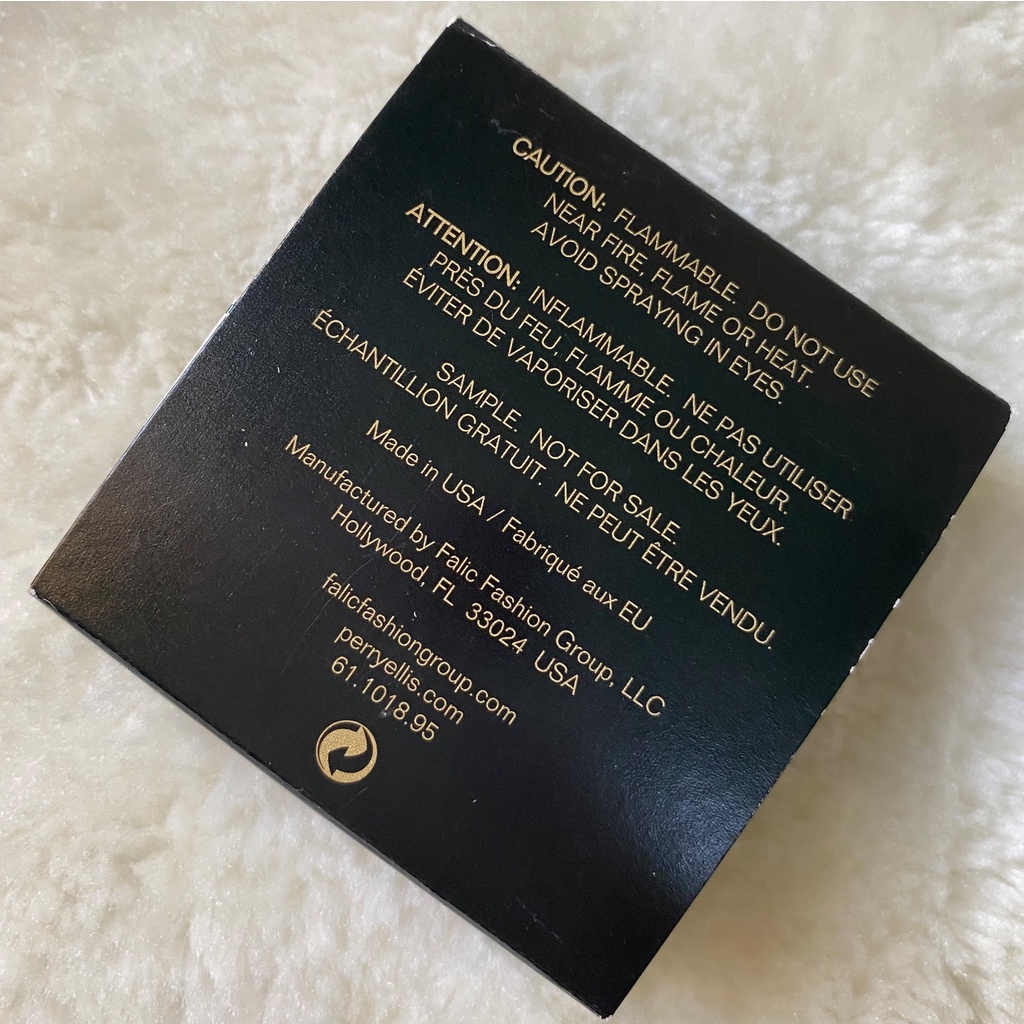 CAUTION: FLAMMABLE. DO NOT USE
NEAR FIRE, FLAME OR HEAT.
AVOID SPRAYING IN EYES.
ATTENTION: INFLAMMABLE. NE PAS UTILISER
PRÈS DU FEU, FLAMME OU CHALEUR.
ÉVITER DE VAPORISER DANS LES YEUX.
SAMPLE. NOT FOR SALE.
ÉCHANTILLION GRATUIT. NE PEUT ÊTRE VENDU.
Made in USA / Fabriqué aux EU
Manufactured by Falic Fashion Group, LLC
Hollywood, FL 33024 USA
falicfashiongroup.com
perryellis.com
61.1018.95